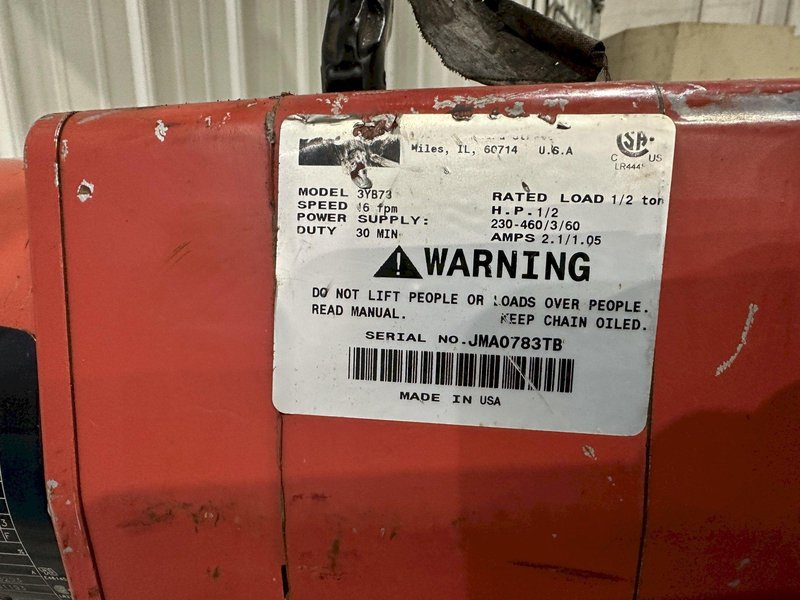 Miles, IL, 60714 U.S.A
SA
C US
MODEL 3YB73
RATED LOAD 1/2 ton
SPEED 16 fpm
H.P. 1/2
POWER SUPPLY:
230-460/3/60
DUTY 30 MIN
AMPS 2.1/1.05
WARNING
DO NOT LIFT PEOPLE OR LOADS OVER PEOPLE.
READ MANUAL. KEEP CHAIN OILED.
SERIAL NO. JMA0783TB
MADE IN USA